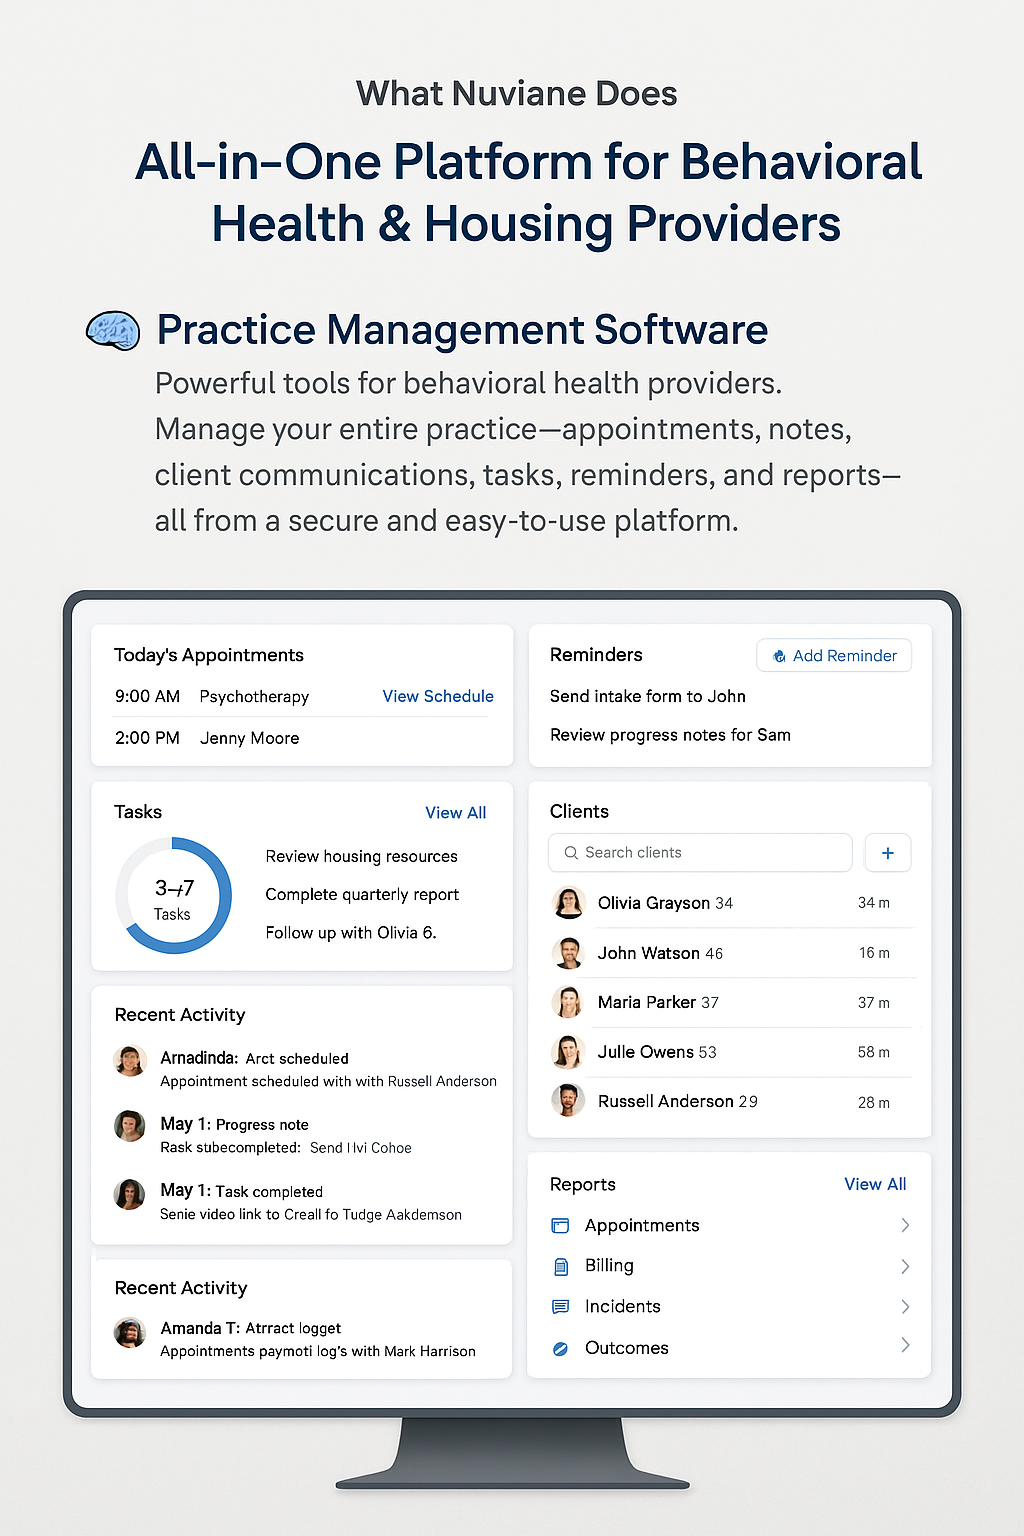 What Nuviane Does
All-in-One Platform for Behavioral
Health & Housing Providers
Practice Management Software
Powerful tools for behavioral health providers.
Manage your entire practice—appointments, notes,
client communications, tasks, reminders, and reports—
all from a secure and easy-to-use platform.
Today's Appointments
9:00 AM Psychotherapy View Schedule
2:00 PM Jenny Moore
Reminders
Add Reminder
Send intake form to John
Review progress notes for Sam
Tasks
View All
Tasks
Review housing resources
Complete quarterly report
Follow up with Olivia 6.
Clients
Search clients
+
Olivia Grayson 34 34 m
John Watson 46 16 m
Maria Parker 37 37 m
Julle Owens 53 58 m
Russell Anderson 29 28 m
Recent Activity
Arnadinda: Arct scheduled
Appointment scheduled with with Russell Anderson
May 1: Progress note
Rask subecompleted: Send Cohoe
May 1: Task completed
Senie video link to Creall fo Tudge Aakdemson
Recent Activity
Amanda T: Atrract logget
Appointments paymoti log's with Mark Harrison
Reports
View All
Appointments
Billing
Incidents
Outcomes